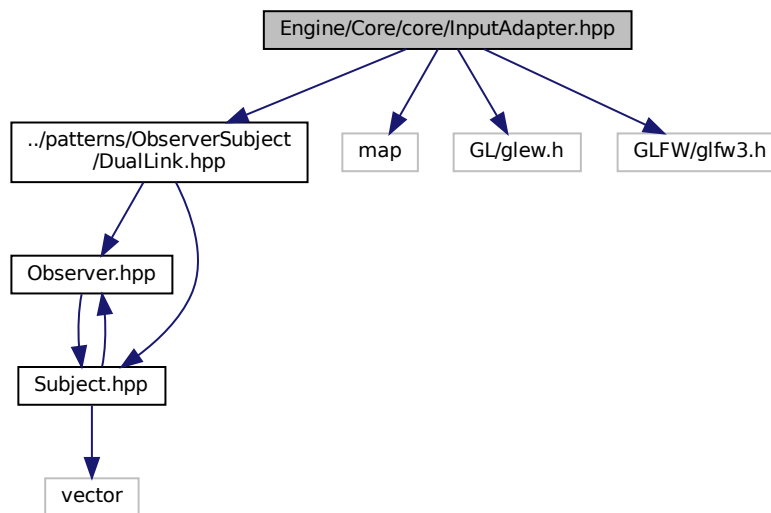 Engine/Core/core/InputAdapter.hpp
../patterns/ObserverSubject
/DualLink.hpp
map
GL/glew.h
GLFW/glfw3.h
Observer.hpp
Subject.hpp
vector